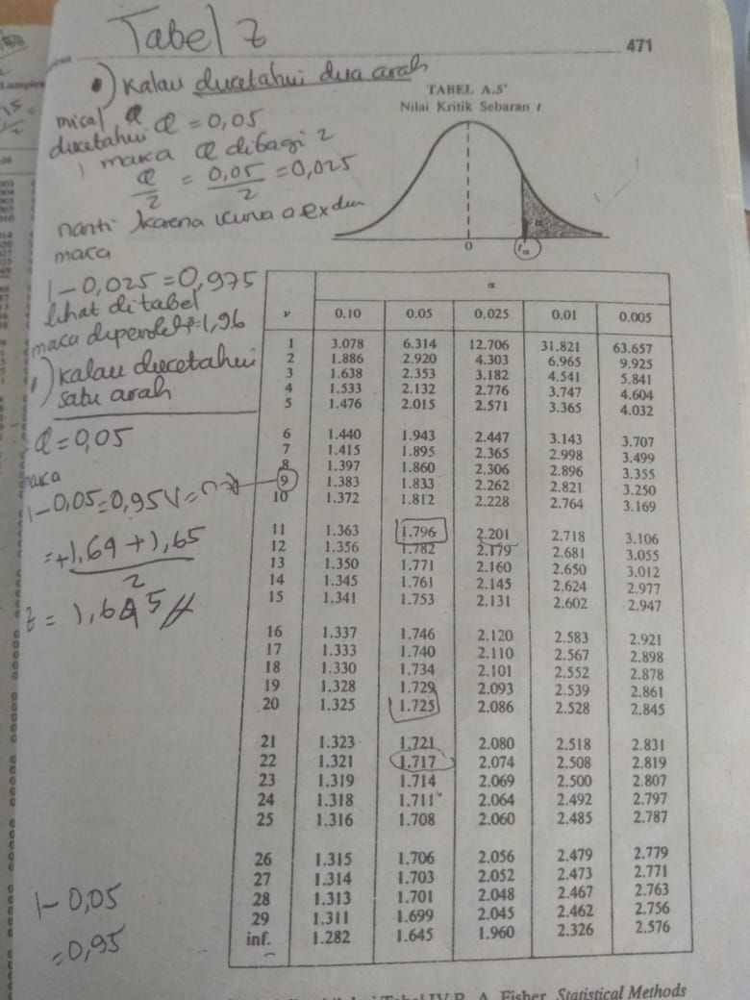 Tabel Z
471
•) Kalau ducetahui dua arah
misal α
ducetahui α = 0,05
maka α dibagi 2
α/2 = 0,05/2 = 0,025
nanti karena kurva
maka
1 - 0,025 = 0,975
lihat di tabel
maka diperoleh 1,96
) kalau ducetahui
satu arah
α = 0,05
maka
1 - 0,05 = 0,95 V =
= +1,64 + 1,65
2
z = 1,645
1 - 0,05
= 0,95
Lampira
TABEL A.5*
Nilai Kritik Sebaran t
α
0 tα
α
ν 0.10 0.05 0.025 0.01 0.005
1 3.078 6.314 12.706 31.821 63.657
2 1.886 2.920 4.303 6.965 9.925
3 1.638 2.353 3.182 4.541 5.841
4 1.533 2.132 2.776 3.747 4.604
5 1.476 2.015 2.571 3.365 4.032
6 1.440 1.943 2.447 3.143 3.707
7 1.415 1.895 2.365 2.998 3.499
8 1.397 1.860 2.306 2.896 3.355
9 1.383 1.833 2.262 2.821 3.250
10 1.372 1.812 2.228 2.764 3.169
11 1.363 1.796 2.201 2.718 3.106
12 1.356 1.782 2.179 2.681 3.055
13 1.350 1.771 2.160 2.650 3.012
14 1.345 1.761 2.145 2.624 2.977
15 1.341 1.753 2.131 2.602 2.947
16 1.337 1.746 2.120 2.583 2.921
17 1.333 1.740 2.110 2.567 2.898
18 1.330 1.734 2.101 2.552 2.878
19 1.328 1.729 2.093 2.539 2.861
20 1.325 1.725 2.086 2.528 2.845
21 1.323 1.721 2.080 2.518 2.831
22 1.321 1.717 2.074 2.508 2.819
23 1.319 1.714 2.069 2.500 2.807
24 1.318 1.711 2.064 2.492 2.797
25 1.316 1.708 2.060 2.485 2.787
26 1.315 1.706 2.056 2.479 2.779
27 1.314 1.703 2.052 2.473 2.771
28 1.313 1.701 2.048 2.467 2.763
29 1.311 1.699 2.045 2.462 2.756
inf. 1.282 1.645 1.960 2.326 2.576
Tabel IV R. A. Fisher, Statistical Methods